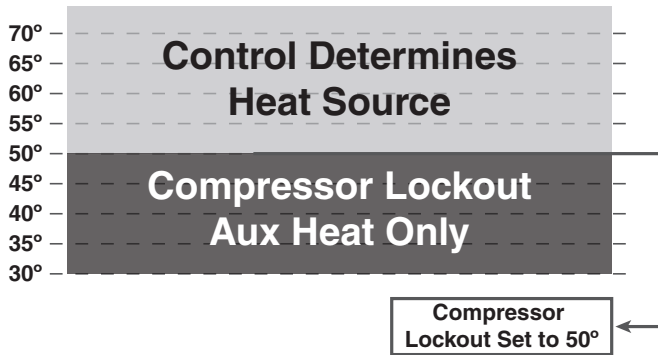 70º
65º
60º
55º
50º
45º
40º
35º
30º
Control Determines
Heat Source
Compressor Lockout
Aux Heat Only
Compressor
Lockout Set to 50º